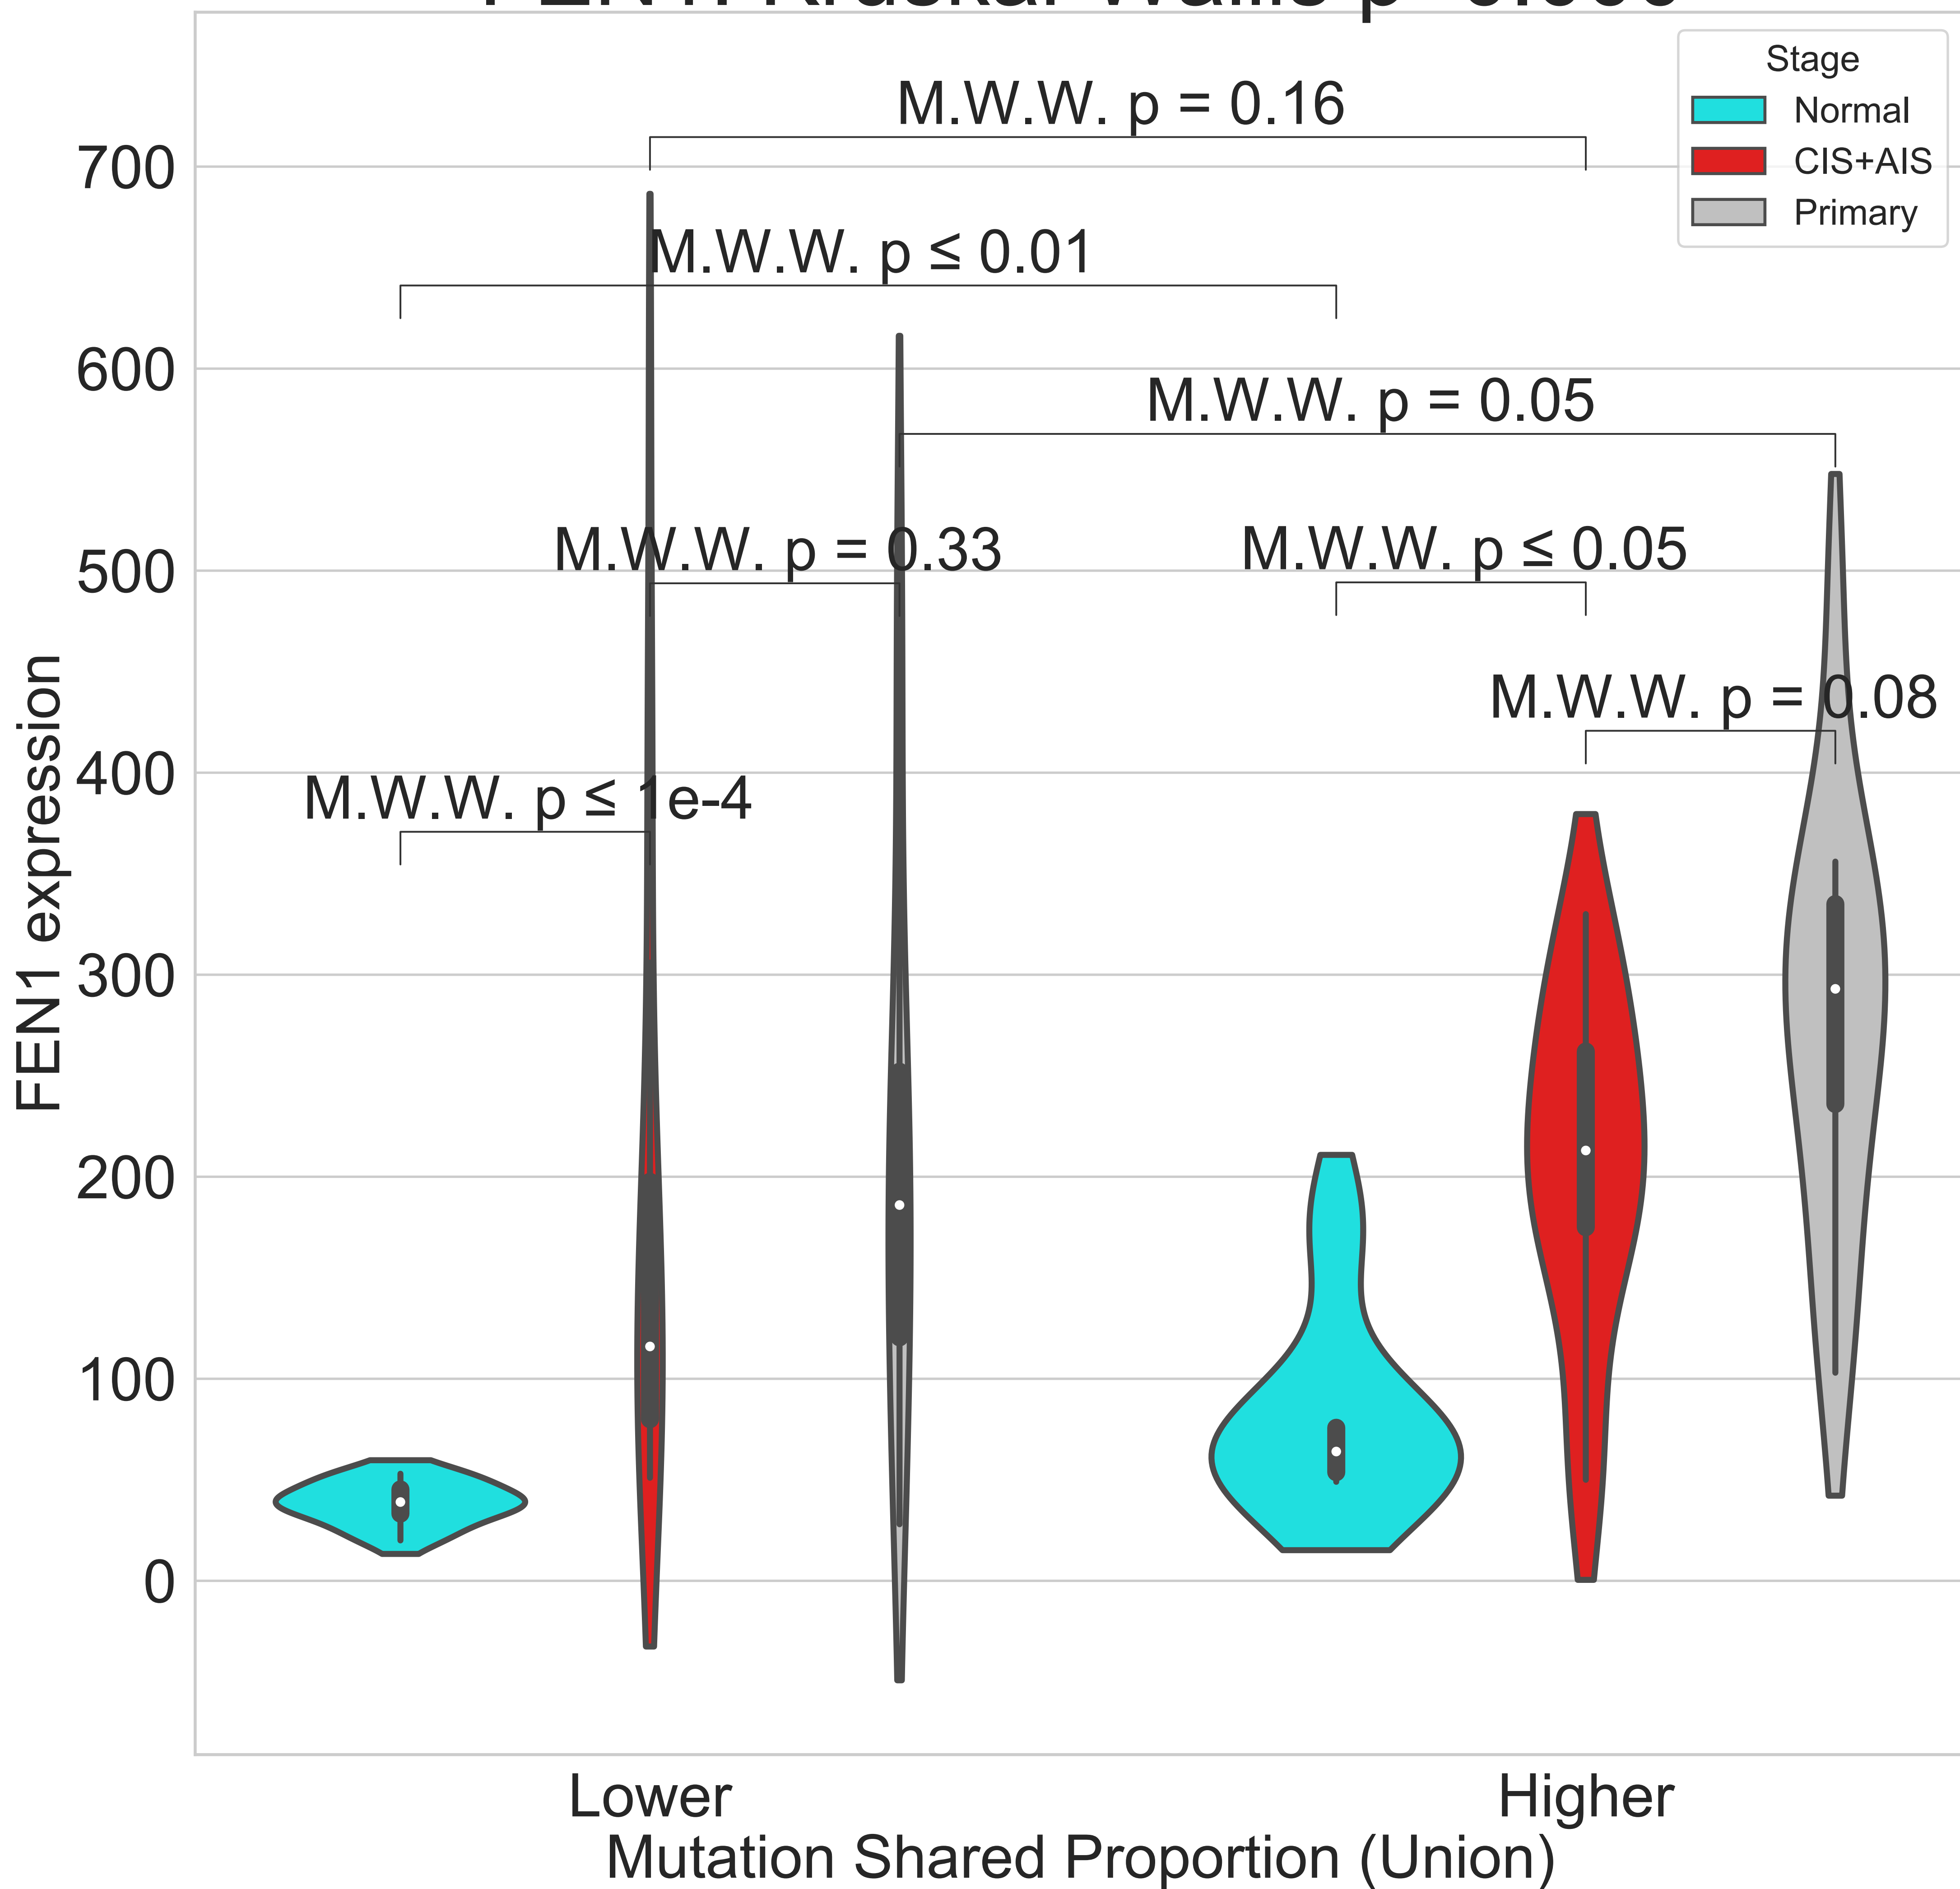 Stage
Normal
CIS+AIS
Primary
M.W.W. p = 0.16
M.W.W. p ≤ 0.01
M.W.W. p = 0.05
M.W.W. p = 0.33
M.W.W. p ≤ 0.05
M.W.W. p = 0.08
M.W.W. p ≤ 1e-4
700
600
500
400
300
200
100
0
FEN1 expression
Lower
Higher
Mutation Shared Proportion (Union)